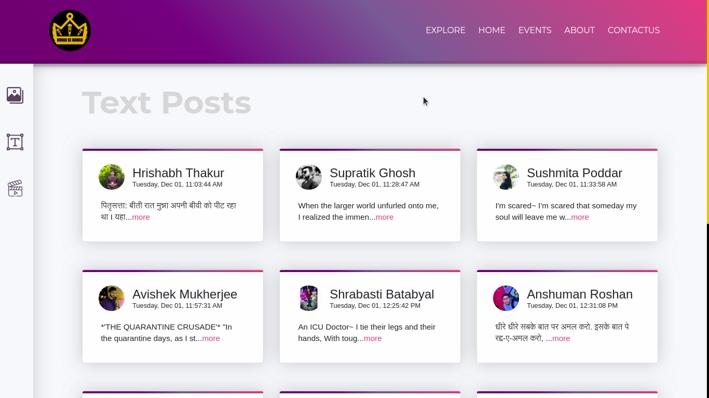 EXPLORE HOME EVENTS ABOUT CONTACTUS
Text Posts
Hrishabh Thakur
Tuesday, Dec 01, 11:03:44 AM
पितृसत्ता: बीती रात मुन्ना अपनी बीवी को पीट रहा
था I यहा...more
Supratik Ghosh
Tuesday, Dec 01, 11:28:47 AM
When the larger world unfurled onto me,
I realized the immen...more
Sushmita Poddar
Tuesday, Dec 01, 11:33:58 AM
I'm scared~ I'm scared that someday my
soul will leave me w...more
Avishek Mukherjee
Tuesday, Dec 01, 11:57:31 AM
*'THE QUARANTINE CRUSADE'* "In
the quarantine days, as I st...more
Shrabasti Batabyal
Tuesday, Dec 01, 12:25:42 PM
An ICU Doctor~ I tie their legs and their
hands, With toug...more
Anshuman Roshan
Tuesday, Dec 01, 12:31:08 PM
धीरे धीरे सबके बात पर अमल करो. इसके बात पे
रद्द-ए-अमल करो, ...more